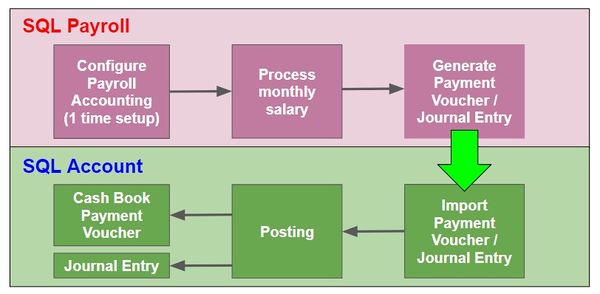 SQL Payroll
Configure
Payroll
Accounting
(1 time setup)
Process
monthly
salary
Generate
Payment
Voucher /
Journal Entry
SQL Account
Cash Book
Payment
Voucher
Journal Entry
Posting
Import
Payment
Voucher /
Journal Entry